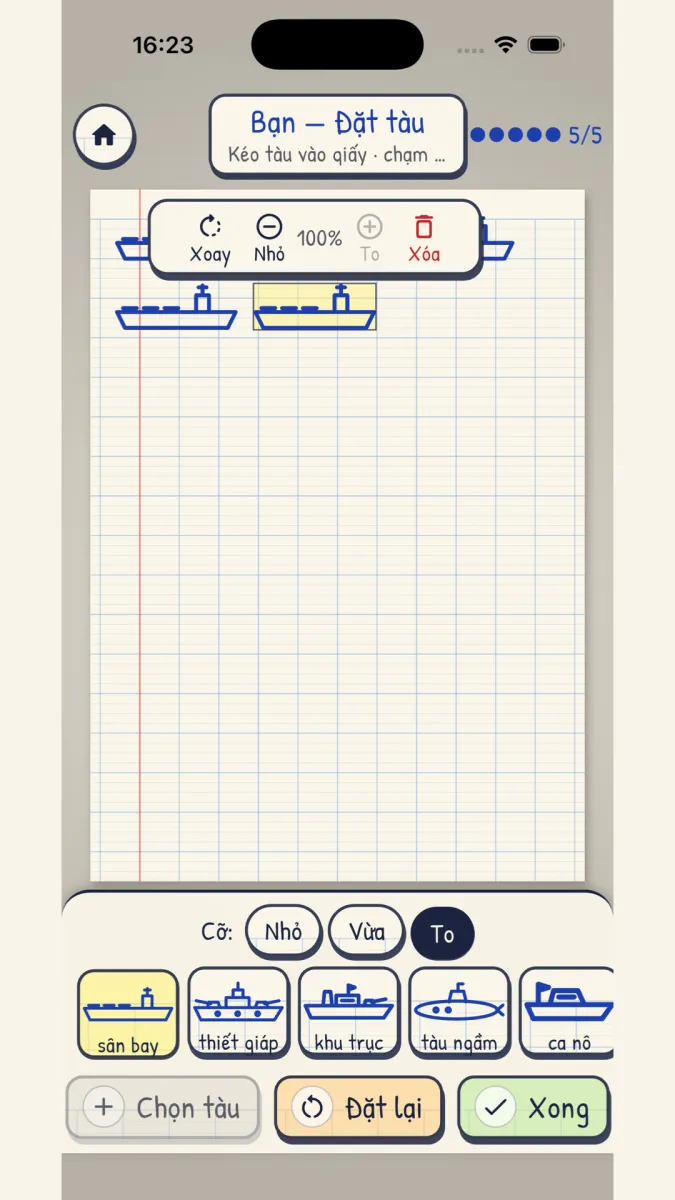 16:23
Bạn — Đặt tàu
Kéo tàu vào giấy · chạm ...
5/5
Xoay Nhỏ 100% To Xóa
Cỡ: Nhỏ Vừa To
sân bay thiết giáp khu trục tàu ngầm ca nô
Chọn tàu Đặt lại Xong